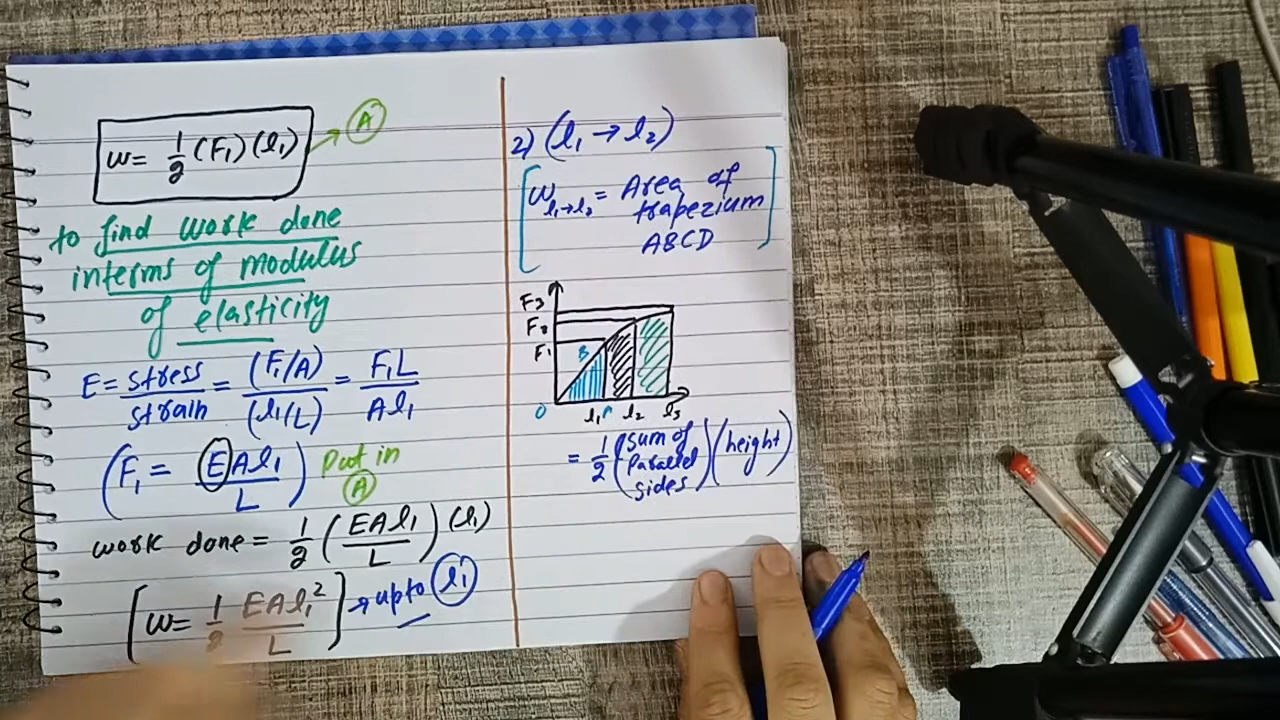 W = 1/2 (F₁) (l₁) → A
to find work done
interms of modulus
of elasticity
E = stress/strain = (F₁/A)/(l₁/L) = F₁L/Al₁
(F₁ = EAl₁/L) Put in
A
work done = 1/2 (EAl₁/L) (l₁)
[W = 1/2 EAl₁²/L] → upto l₁
2) (l₁ → l₂)
[W l₁→l₂ = Area of
trapezium
ABCD]
F3
F2
F1
B
O l₁ l₂ l₃
= 1/2 (sum of
Parallel
sides) (height)